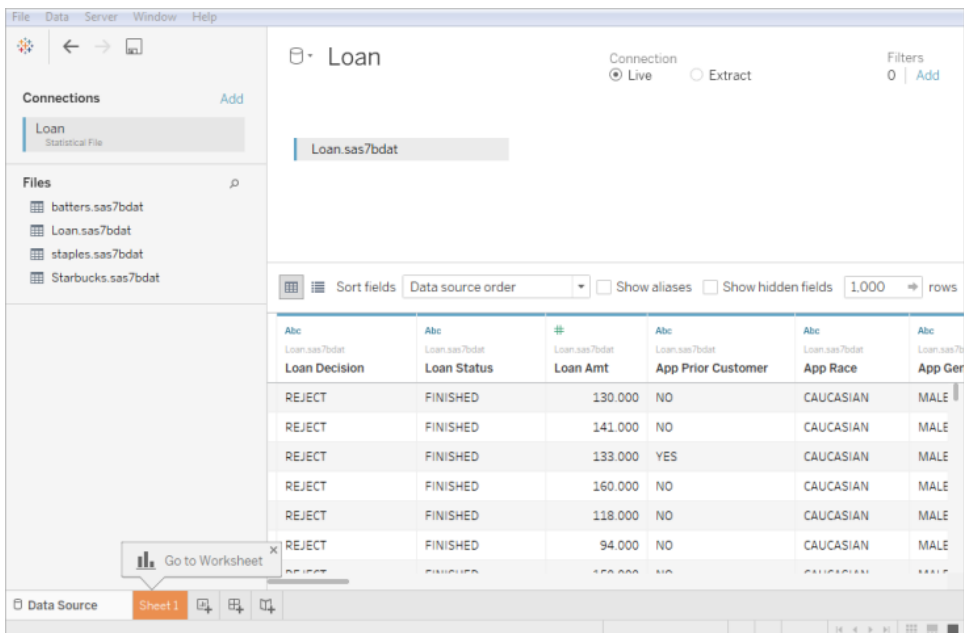 File Data Server Window Help
Loan
Connection
Live Extract
Filters
0 Add
Connections Add
Loan
Statistical File
Loan.sas7bdat
Files
batters.sas7bdat
Loan.sas7bdat
staples.sas7bdat
Starbucks.sas7bdat
Sort fields Data source order Show aliases Show hidden fields 1,000 rows
Abc Abc # Abc Abc Abc
Loan.sas7bdat Loan.sas7bdat Loan.sas7bdat Loan.sas7bdat Loan.sas7bdat Loan.sas7b
Loan Decision Loan Status Loan Amt App Prior Customer App Race App Gen
REJECT FINISHED 130.000 NO CAUCASIAN MALE
REJECT FINISHED 141.000 NO CAUCASIAN MALE
REJECT FINISHED 133.000 YES CAUCASIAN MALE
REJECT FINISHED 160.000 NO CAUCASIAN MALE
REJECT FINISHED 118.000 NO CAUCASIAN MALE
REJECT FINISHED 94.000 NO CAUCASIAN MALE
Go to Worksheet
Data Source Sheet 1